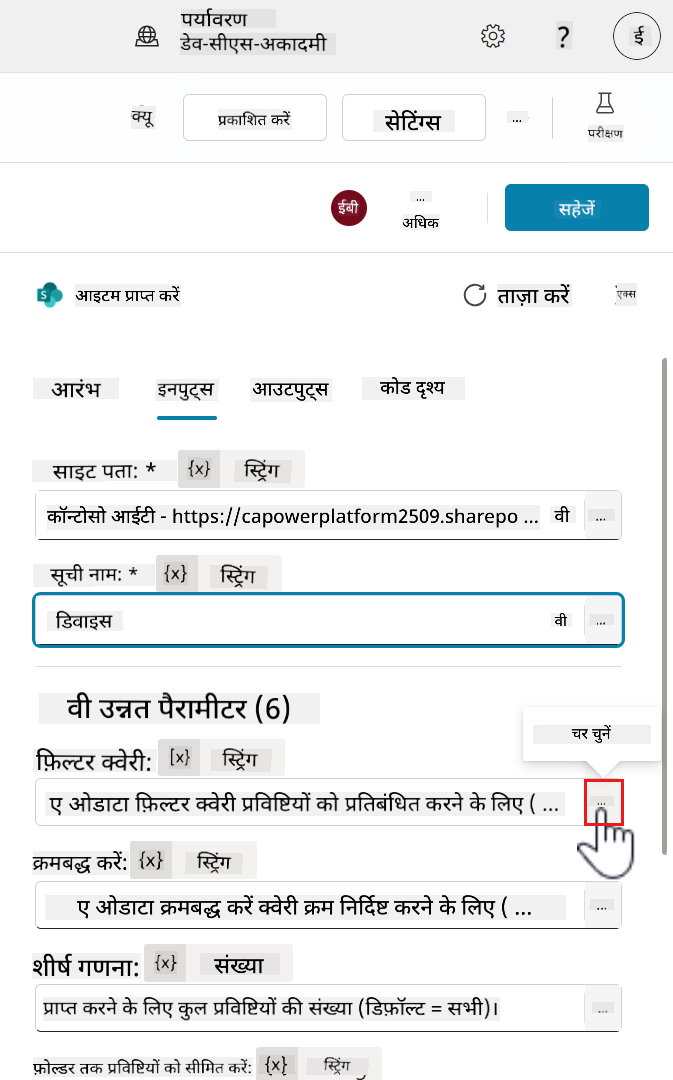 पर्यावरण
डेव-सीएस-अकादमी
? ई
क्यू प्रकाशित करें सेटिंग्स ... परीक्षण
ईबी ... अधिक सहेजें
S आइटम प्राप्त करें ताज़ा करें एक्स
आरंभ इनपुट्स आउटपुट्स कोड दृश्य
साइट पता: * {x} स्ट्रिंग
कॉन्टोसो आईटी - https://capowerplatform2509.sharepo ... वी ...
सूची नाम: * {x} स्ट्रिंग
डिवाइस वी ...
वी उन्नत पैरामीटर (6)
चर चुनें
फ़िल्टर क्वेरी: [x} स्ट्रिंग
ए ओडाटा फ़िल्टर क्वेरी प्रविष्टियों को प्रतिबंधित करने के लिए ( ... ...
क्रमबद्ध करें: {x} स्ट्रिंग
ए ओडाटा क्रमबद्ध करें क्वेरी क्रम निर्दिष्ट करने के लिए ( ... ...
शीर्ष गणना: {x} संख्या
प्राप्त करने के लिए कुल प्रविष्टियों की संख्या (डिफ़ॉल्ट = सभी)। ...
फ़ोल्डर तक प्रविष्टियों को सीमित करें: {x} स्ट्रिंग